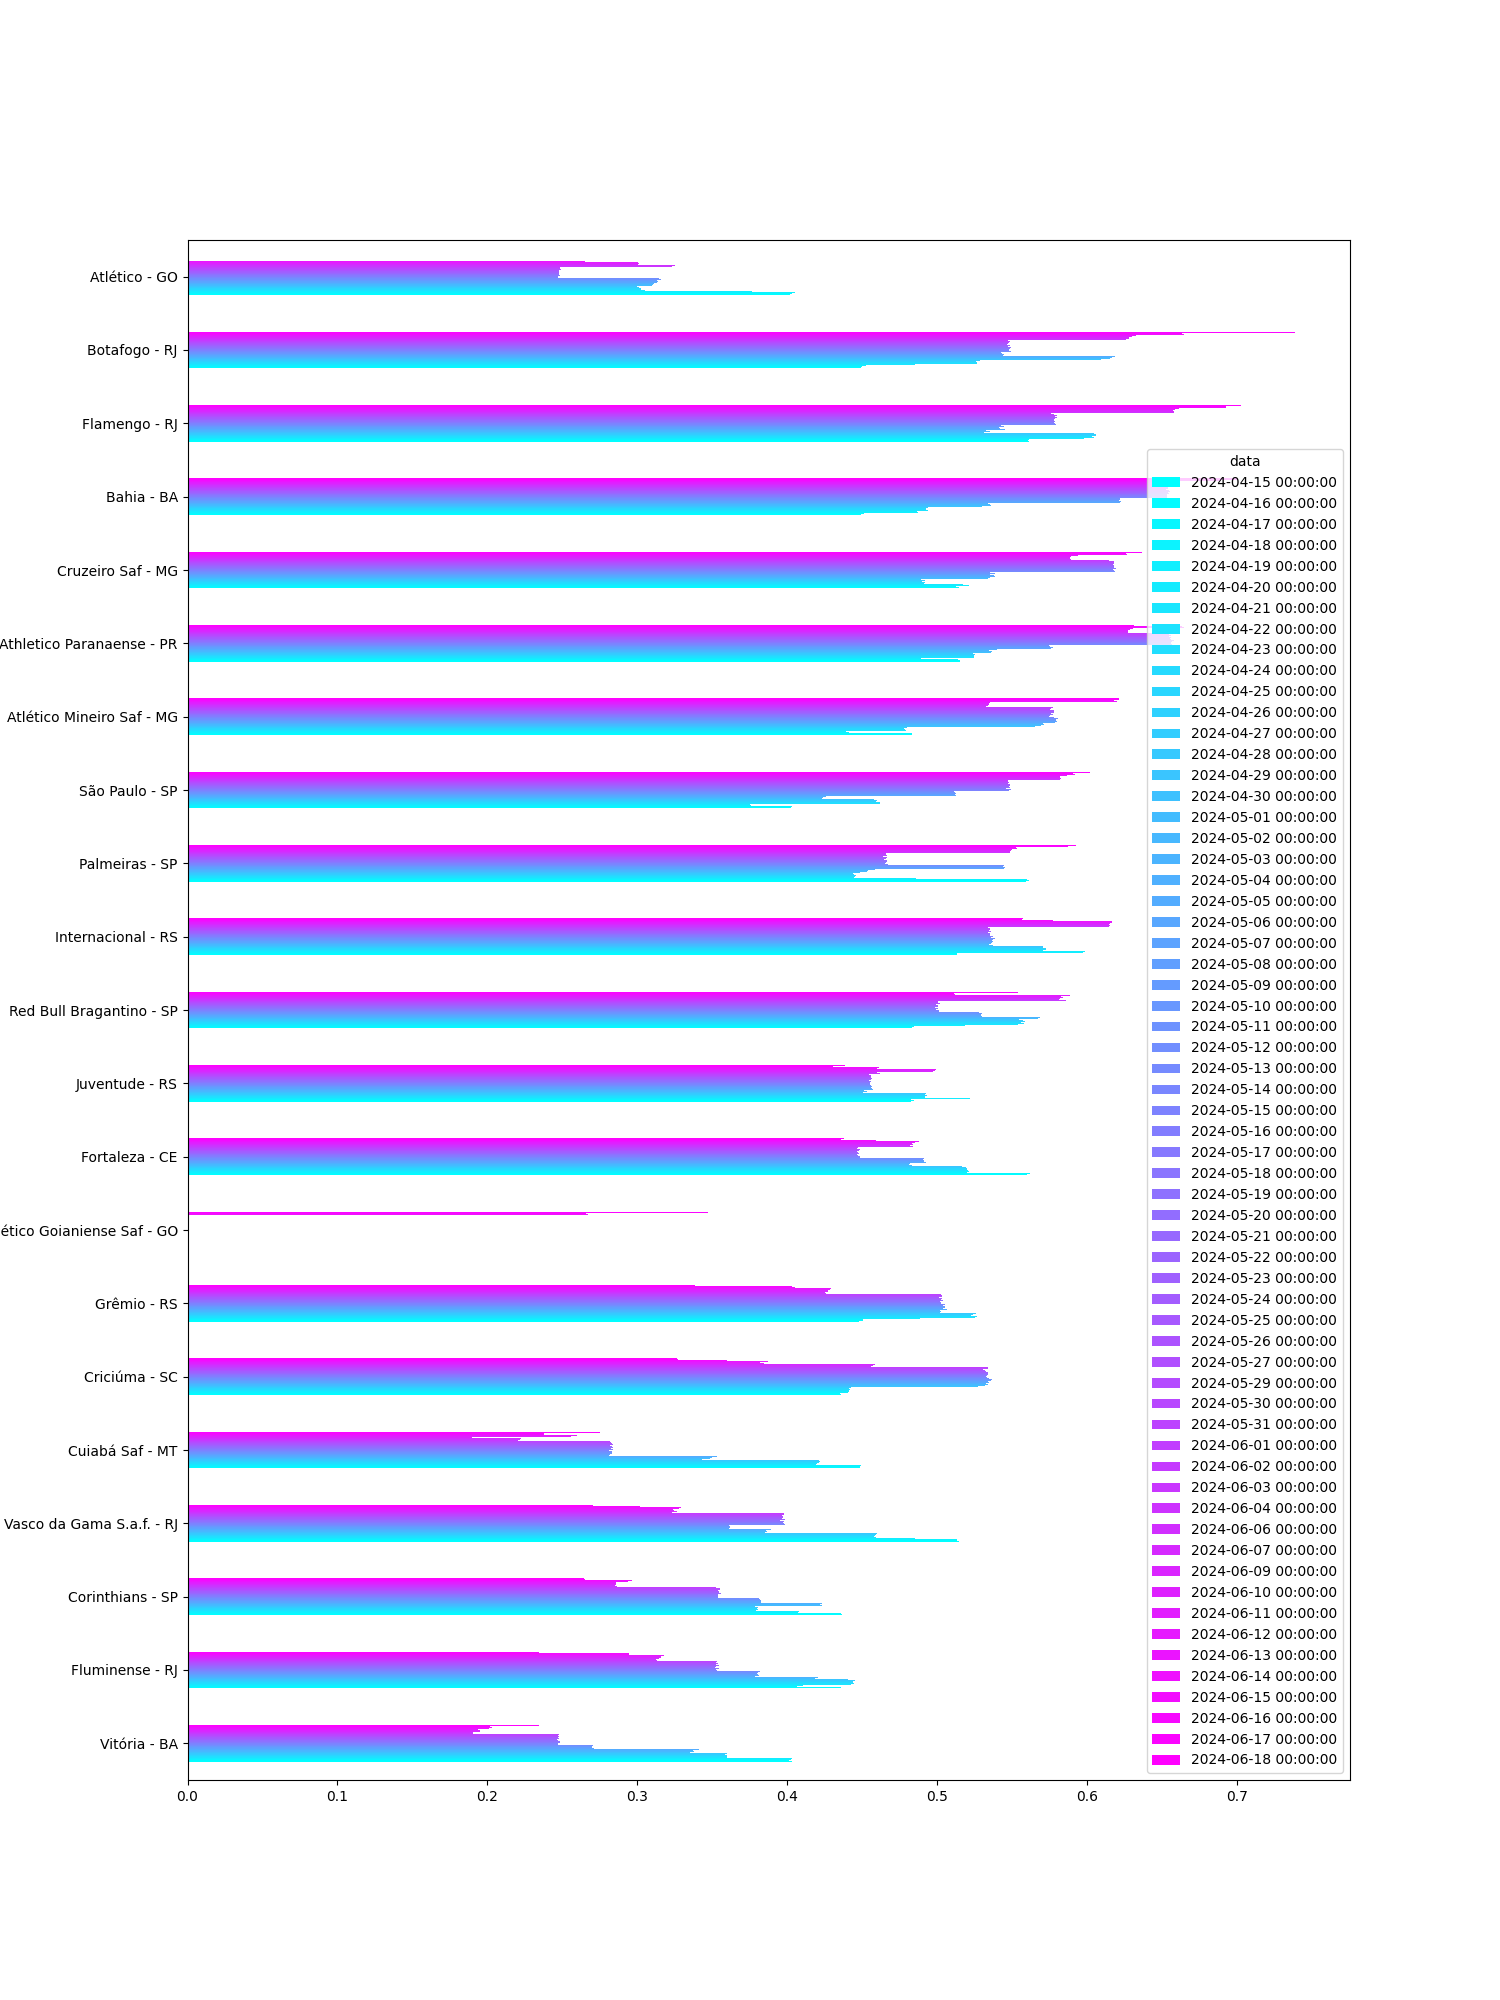 Atlético - GO
Botafogo - RJ
Flamengo - RJ
Bahia - BA
Cruzeiro Saf - MG
Athletico Paranaense - PR
Atlético Mineiro Saf - MG
São Paulo - SP
Palmeiras - SP
Internacional - RS
Red Bull Bragantino - SP
Juventude - RS
Fortaleza - CE
ético Goianiense Saf - GO
Grêmio - RS
Criciúma - SC
Cuiabá Saf - MT
Vasco da Gama S.a.f. - RJ
Corinthians - SP
Fluminense - RJ
Vitória - BA
0.0 0.1 0.2 0.3 0.4 0.5 0.6 0.7
data
2024-04-15 00:00:00
2024-04-16 00:00:00
2024-04-17 00:00:00
2024-04-18 00:00:00
2024-04-19 00:00:00
2024-04-20 00:00:00
2024-04-21 00:00:00
2024-04-22 00:00:00
2024-04-23 00:00:00
2024-04-24 00:00:00
2024-04-25 00:00:00
2024-04-26 00:00:00
2024-04-27 00:00:00
2024-04-28 00:00:00
2024-04-29 00:00:00
2024-04-30 00:00:00
2024-05-01 00:00:00
2024-05-02 00:00:00
2024-05-03 00:00:00
2024-05-04 00:00:00
2024-05-05 00:00:00
2024-05-06 00:00:00
2024-05-07 00:00:00
2024-05-08 00:00:00
2024-05-09 00:00:00
2024-05-10 00:00:00
2024-05-11 00:00:00
2024-05-12 00:00:00
2024-05-13 00:00:00
2024-05-14 00:00:00
2024-05-15 00:00:00
2024-05-16 00:00:00
2024-05-17 00:00:00
2024-05-18 00:00:00
2024-05-19 00:00:00
2024-05-20 00:00:00
2024-05-21 00:00:00
2024-05-22 00:00:00
2024-05-23 00:00:00
2024-05-24 00:00:00
2024-05-25 00:00:00
2024-05-26 00:00:00
2024-05-27 00:00:00
2024-05-29 00:00:00
2024-05-30 00:00:00
2024-05-31 00:00:00
2024-06-01 00:00:00
2024-06-02 00:00:00
2024-06-03 00:00:00
2024-06-04 00:00:00
2024-06-06 00:00:00
2024-06-07 00:00:00
2024-06-09 00:00:00
2024-06-10 00:00:00
2024-06-11 00:00:00
2024-06-12 00:00:00
2024-06-13 00:00:00
2024-06-14 00:00:00
2024-06-15 00:00:00
2024-06-16 00:00:00
2024-06-17 00:00:00
2024-06-18 00:00:00